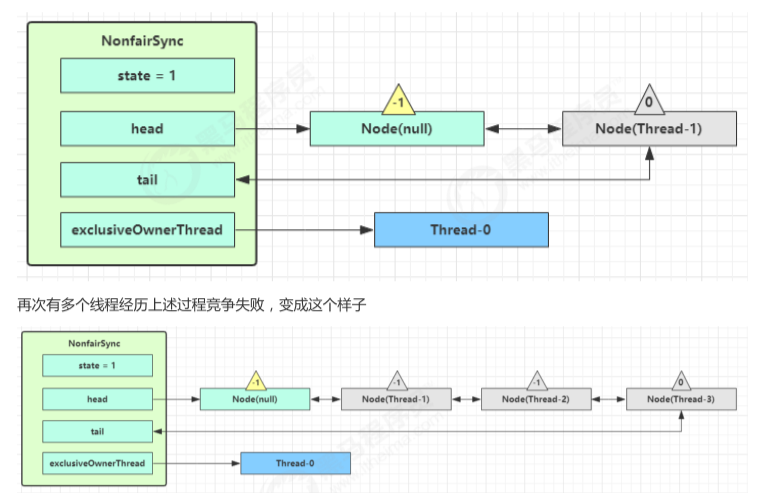 NonfairSync
state = 1
head
tail
exclusiveOwnerThread
-1
Node(null)
0
Node(Thread-1)
Thread-0
再次有多个线程经历上述过程竞争失败，变成这个样子
NonfairSync
state = 1
head
tail
exclusiveOwnerThread
-1
Node(null)
-1
Node(Thread-1)
-1
Node(Thread-2)
0
Node(Thread-3)
Thread-0